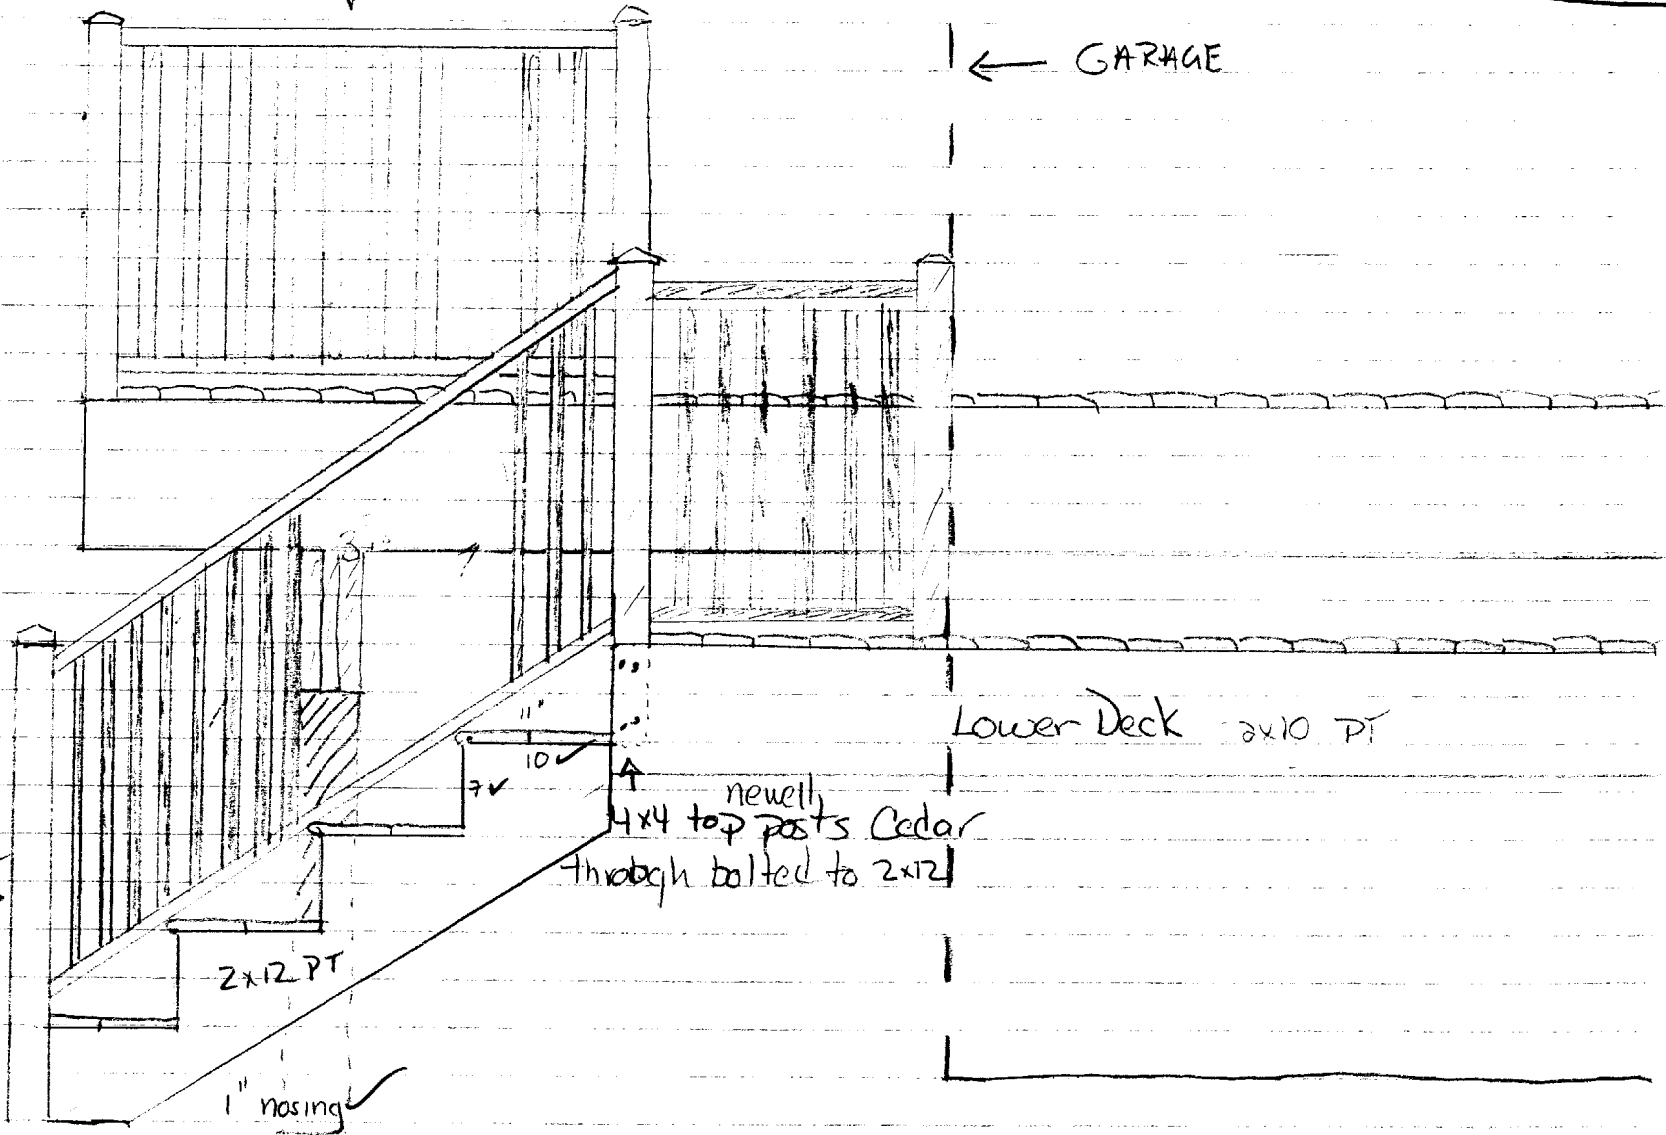 ← GARAGE
Lower Deck 2x10 PT
11"
10 ✓
7 ✓
newell
4x4 top posts Cedar
through bolted to 2x12
2x12 PT
1" nosing ✓